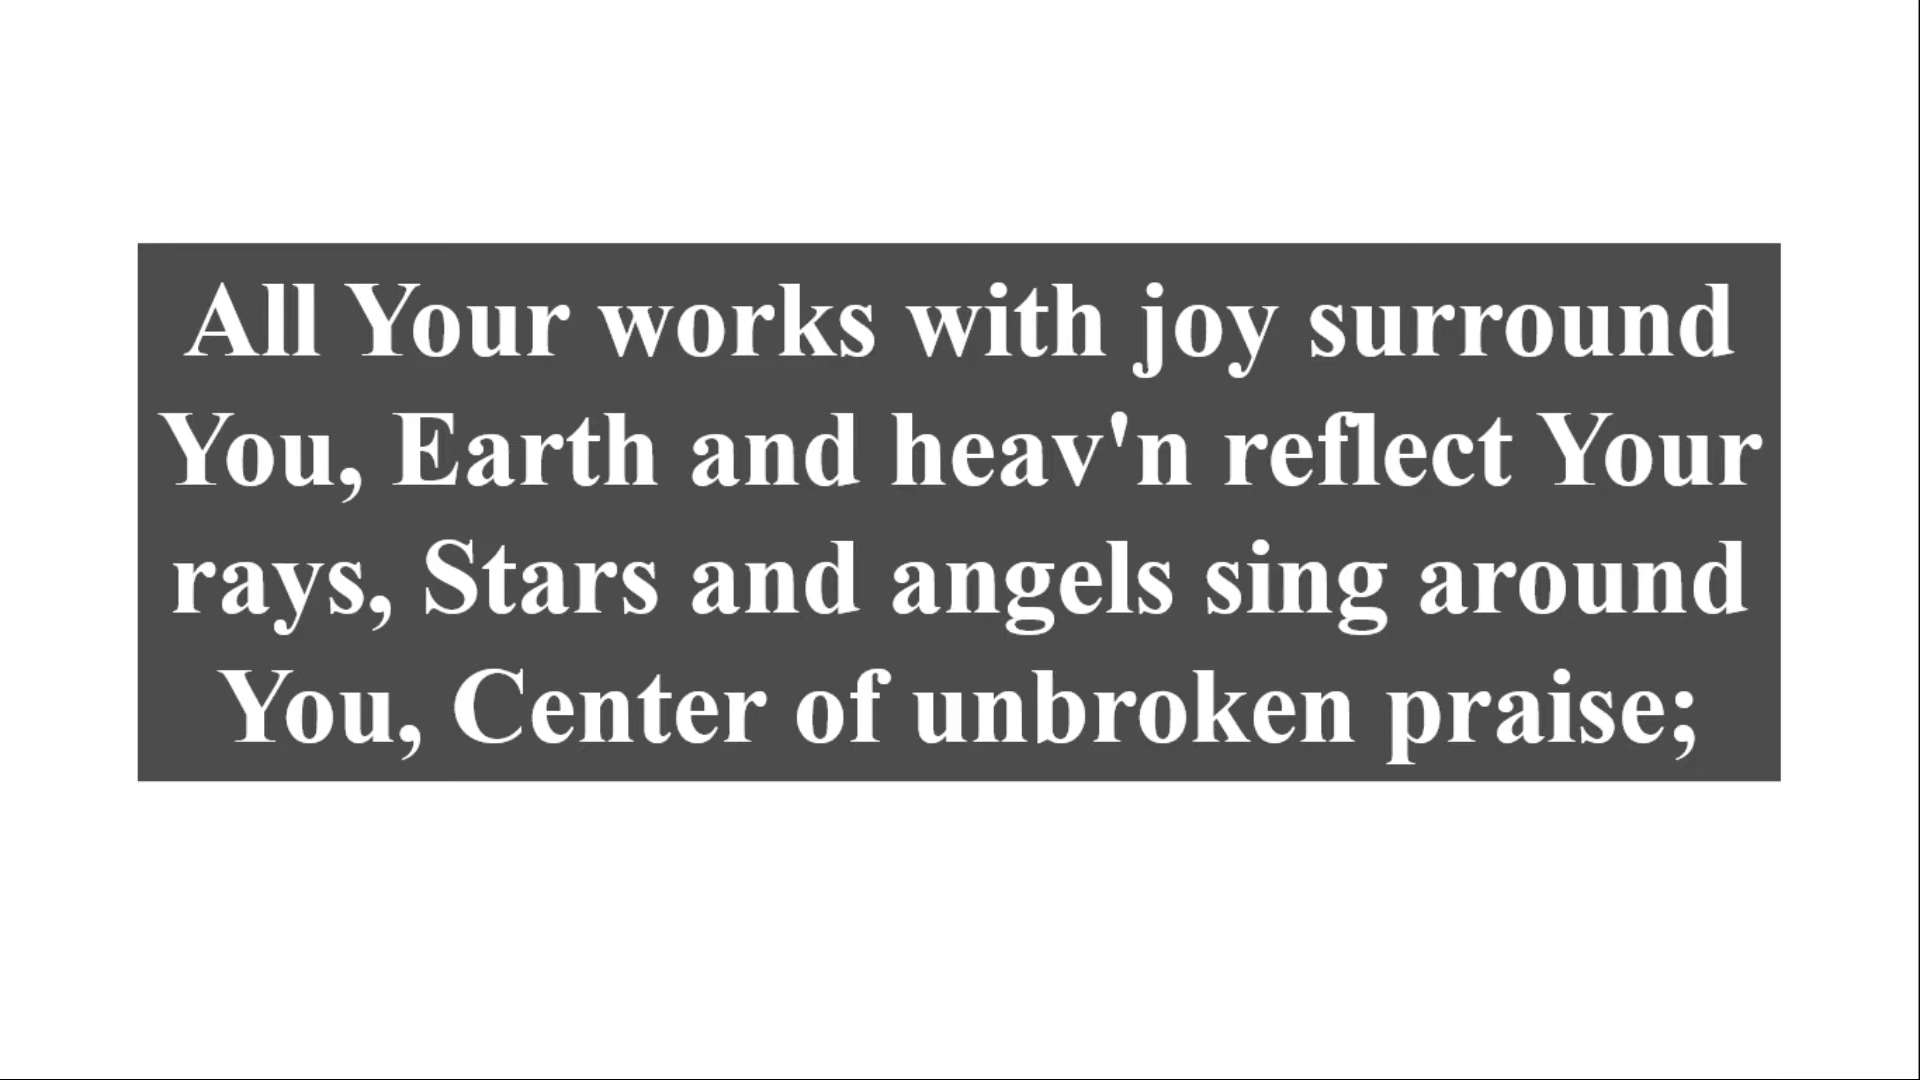 All Your works with joy surround
You, Earth and heav'n reflect Your
rays, Stars and angels sing around
You, Center of unbroken praise;